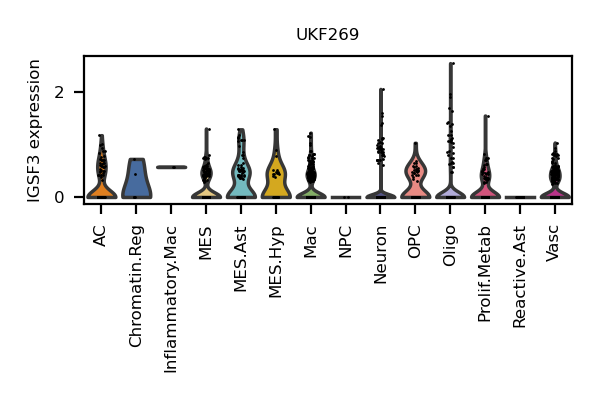 UKF269
IGSF3 expression
2
0
AC
Chromatin.Reg
Inflammatory.Mac
MES
MES.Ast
MES.Hyp
Mac
NPC
Neuron
OPC
Oligo
Prolif.Metab
Reactive.Ast
Vasc